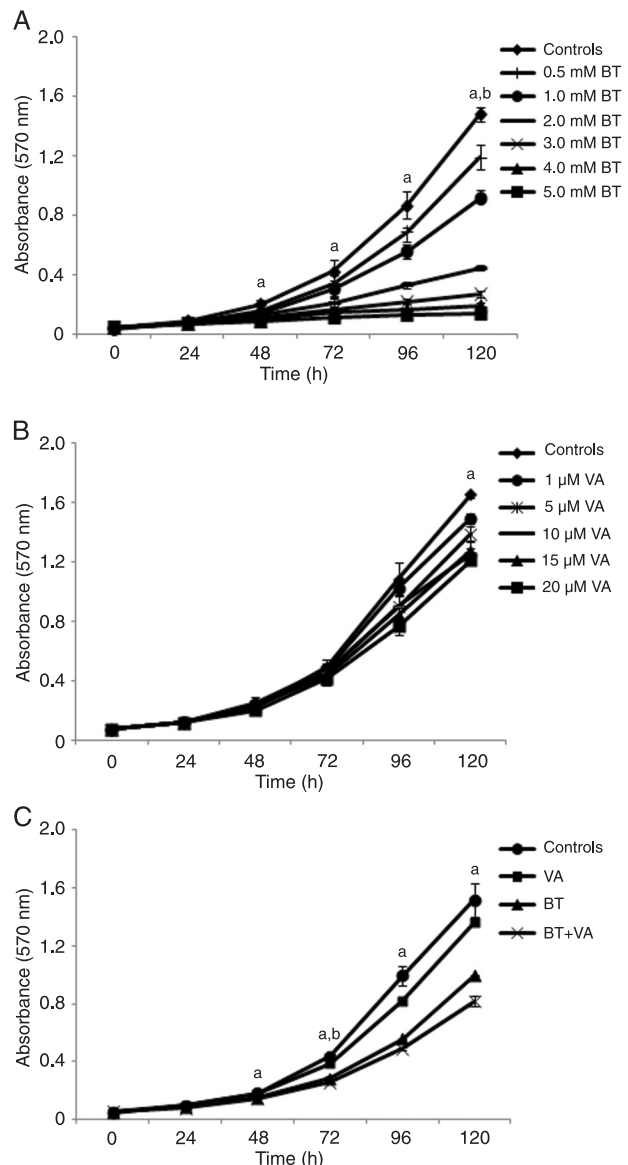 A
2.0
1.6
1.2
0.8
0.4
0
Absorbance (570 nm)
a
a
a
a,b
0 24 48 72 96 120
Time (h)
Controls
0.5 mM BT
1.0 mM BT
2.0 mM BT
3.0 mM BT
4.0 mM BT
5.0 mM BT
B
2.0
1.6
1.2
0.8
0.4
0
Absorbance (570 nm)
a
0 24 48 72 96 120
Time (h)
Controls
1 µM VA
5 µM VA
10 µM VA
15 µM VA
20 µM VA
C
2.0
1.6
1.2
0.8
0.4
0
Absorbance (570 nm)
a
a,b
a
a
0 24 48 72 96 120
Time (h)
Controls
VA
BT
BT+VA